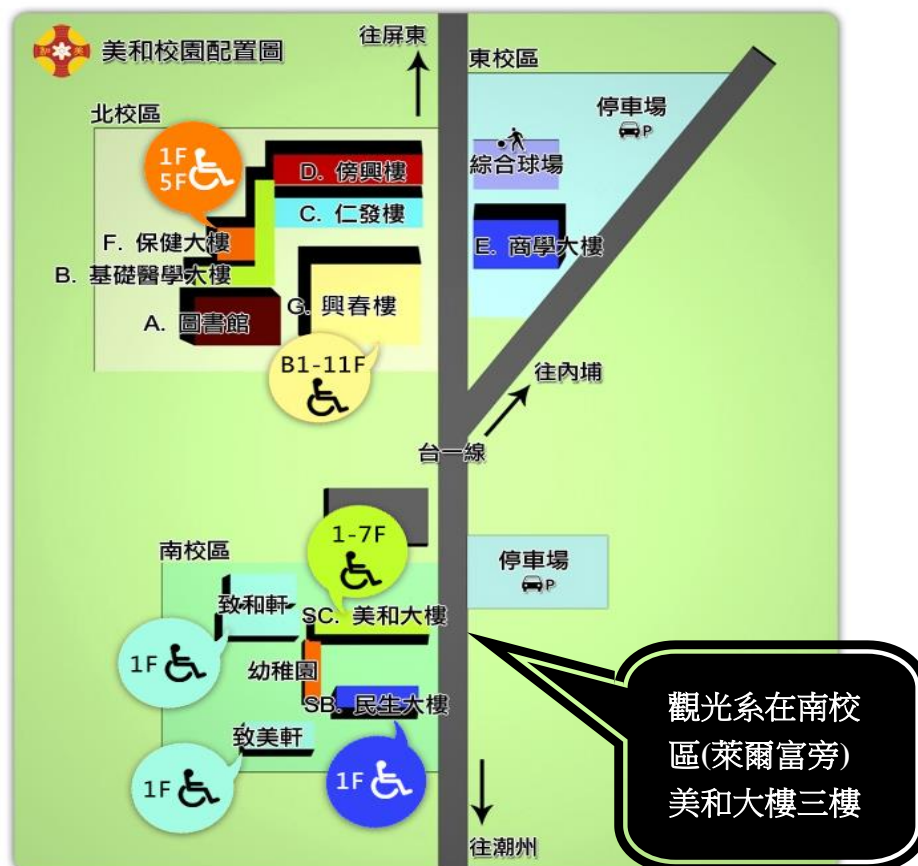 美和校園配置圖
往屏東
東校區
停車場
P
北校區
1F
5F
綜合球場
D. 傍興樓
C. 仁發樓
F. 保健大樓
E. 商學大樓
B. 基礎醫學大樓
G. 興春樓
A. 圖書館
B1-11F
往內埔
台一線
1-7F
南校區
停車場
P
致和軒
SC. 美和大樓
1F
幼稚園
SB. 民生大樓
致美軒
1F
1F
觀光系在南校
區(萊爾富旁)
美和大樓三樓
往潮州